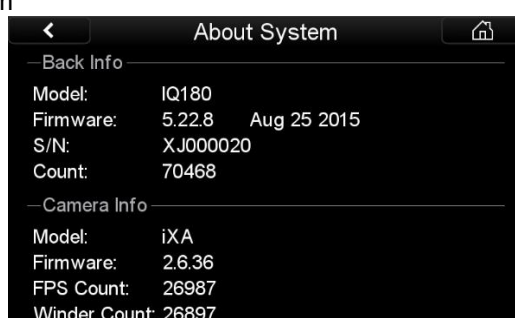 About System
Back Info
Model: IQ180
Firmware: 5.22.8 Aug 25 2015
S/N: XJ000020
Count: 70468
Camera Info
Model: iXA
Firmware: 2.6.36
FPS Count: 26987
Winder Count: 26897